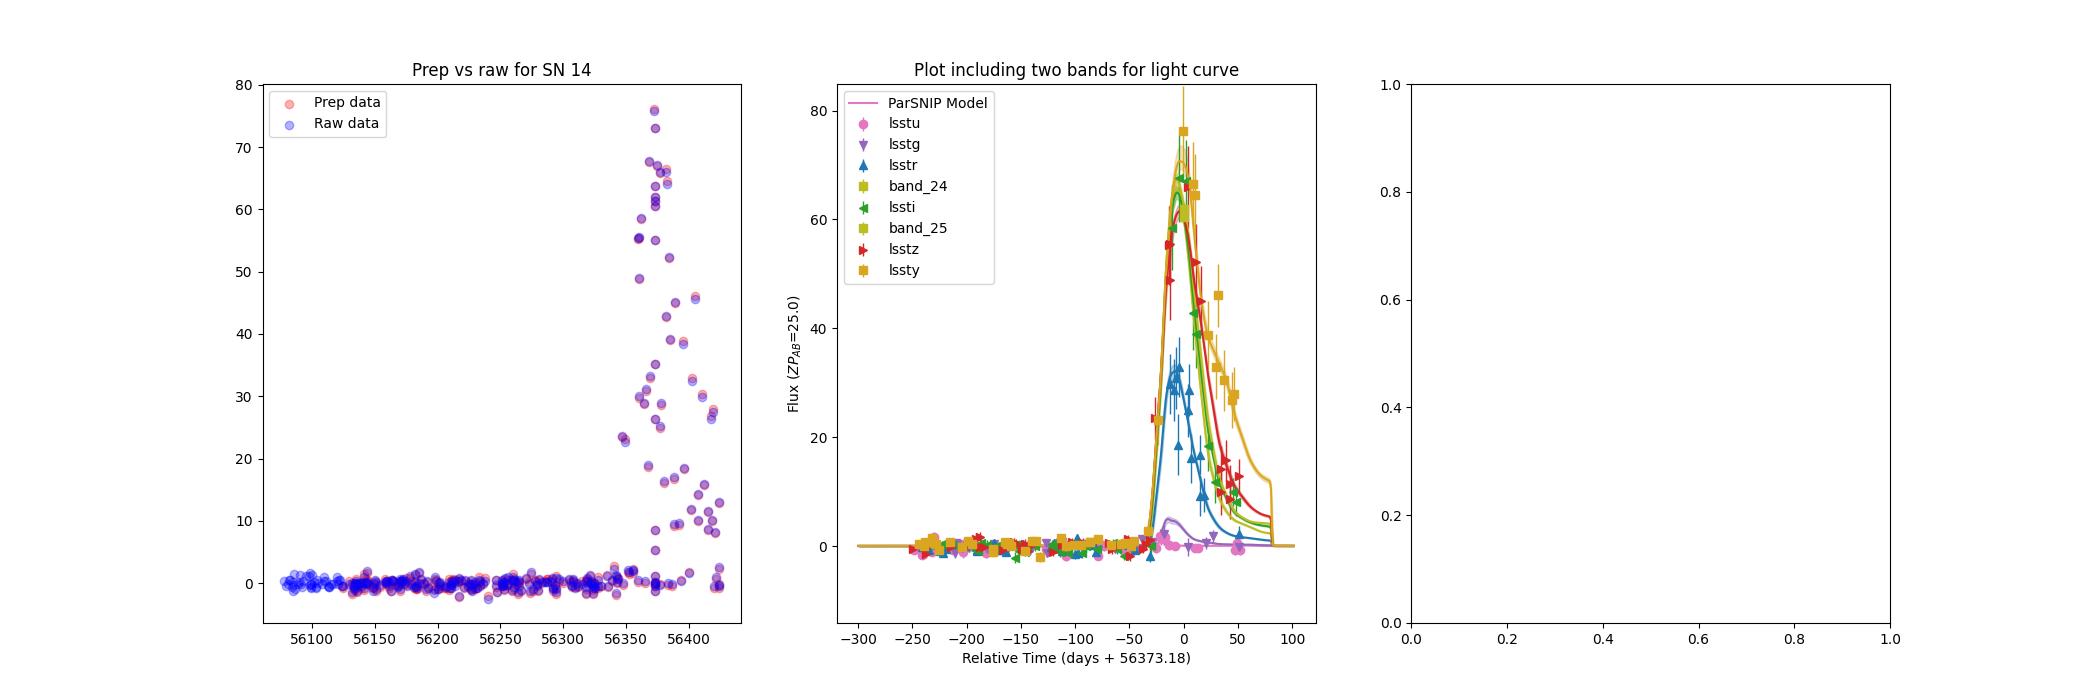 Prep vs raw for SN 14
80
70
60
50
40
30
20
10
0
Prep data
Raw data
56100 56150 56200 56250 56300 56350 56400
Plot including two bands for light curve
Flux (ZP_AB=25.0)
80
60
40
20
0
ParSNIP Model
lsstu
lsstg
lsstr
band_24
lssti
band_25
lsstz
lssty
−300 −250 −200 −150 −100 −50 0 50 100
Relative Time (days + 56373.18)
1.0
0.8
0.6
0.4
0.2
0.0
0.0 0.2 0.4 0.6 0.8 1.0